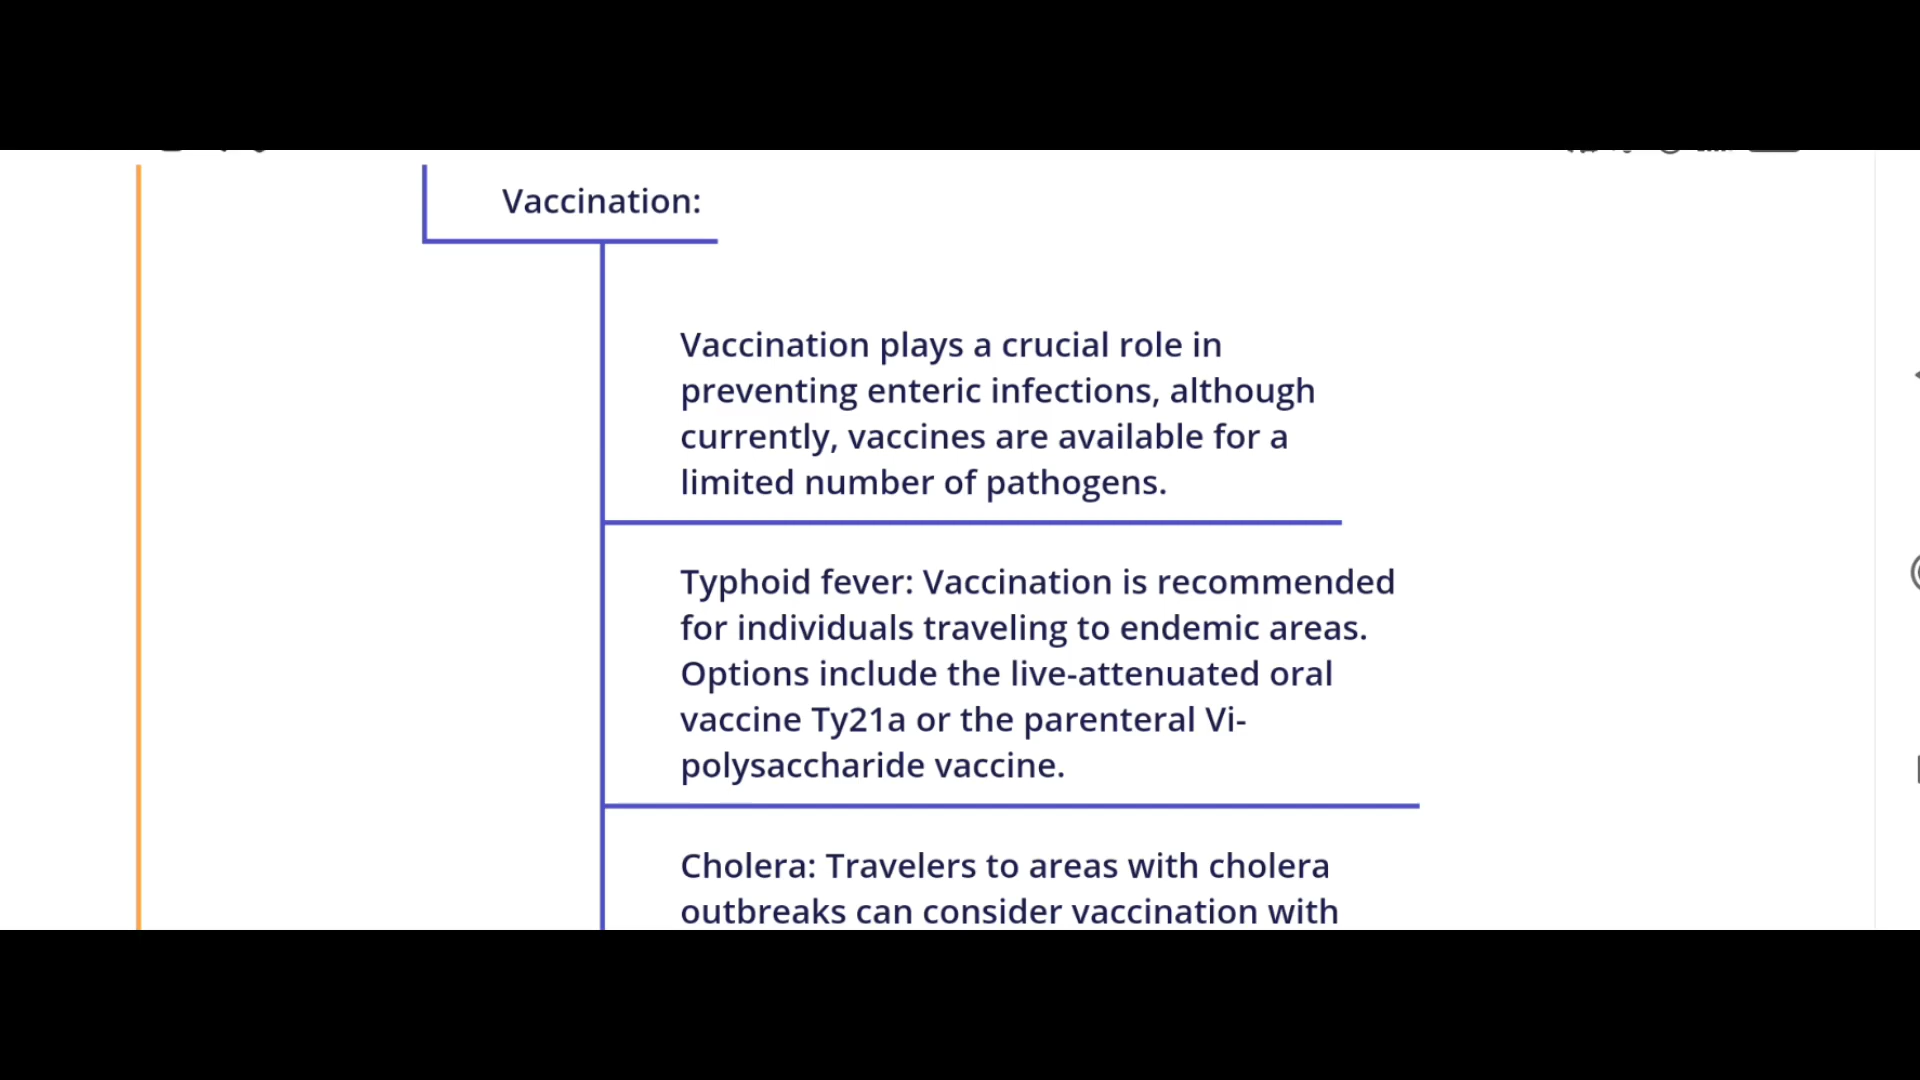 Vaccination:
Vaccination plays a crucial role in
preventing enteric infections, although
currently, vaccines are available for a
limited number of pathogens.
Typhoid fever: Vaccination is recommended
for individuals traveling to endemic areas.
Options include the live-attenuated oral
vaccine Ty21a or the parenteral Vi-
polysaccharide vaccine.
Cholera: Travelers to areas with cholera
outbreaks can consider vaccination with